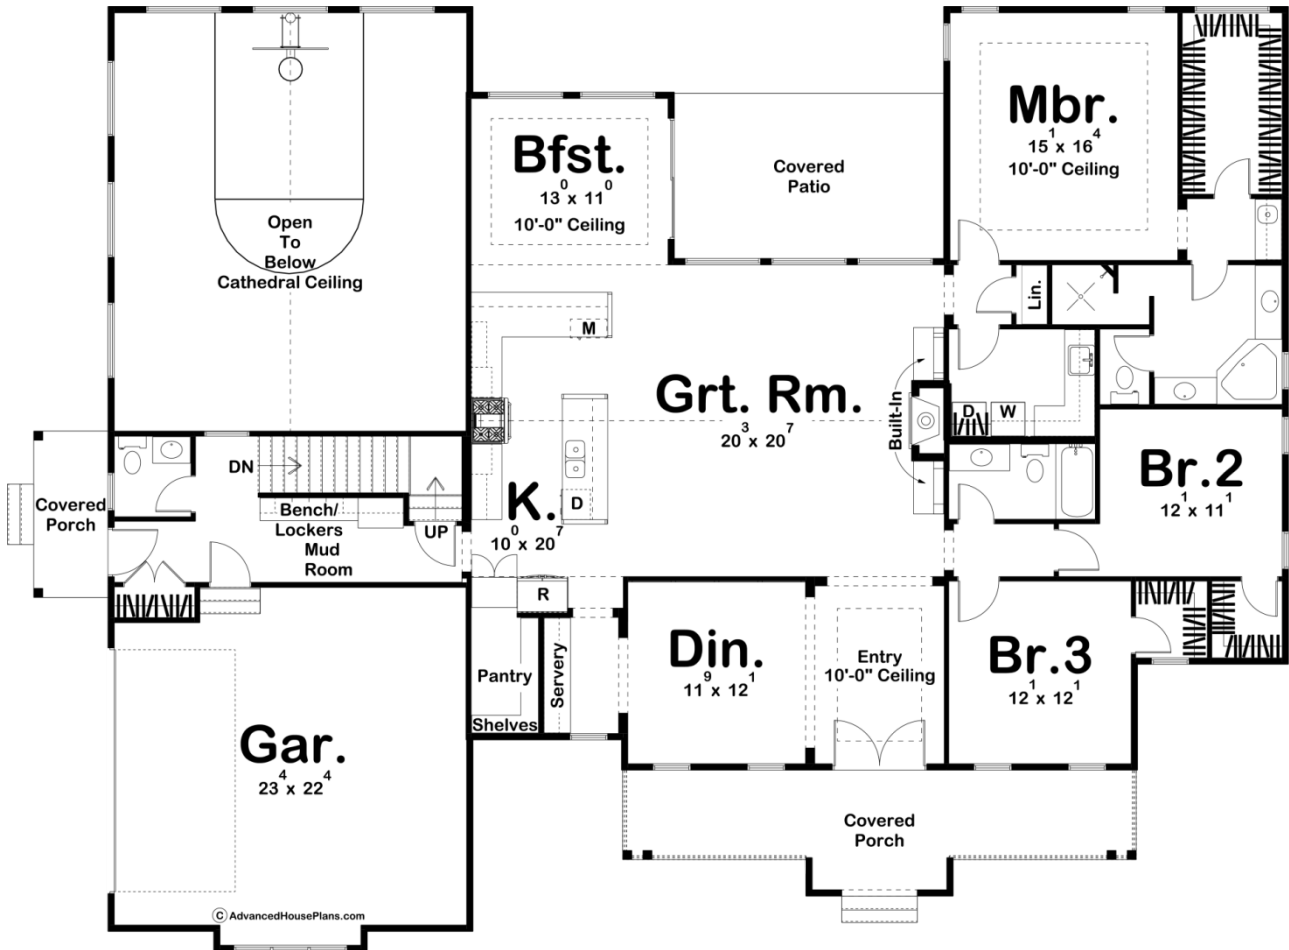 Mbr.
15¹ x 16⁴
10'-0" Ceiling
Bfst.
13⁰ x 11⁰
10'-0" Ceiling
Covered
Patio
Open
To
Below
Cathedral Ceiling
Lin.
M
Grt. Rm.
20³ x 20⁷
Built-In
D
W
Br.2
12¹ x 11¹
DN
Covered
Porch
Bench/
Lockers
Mud
Room
UP
D
K.
10⁰ x 20⁷
R
Pantry
Shelves
Servery
Din.
11⁹ x 12¹
Entry
10'-0" Ceiling
Br.3
12¹ x 12¹
Gar.
23⁴ x 22⁴
Covered
Porch
© AdvancedHousePlans.com